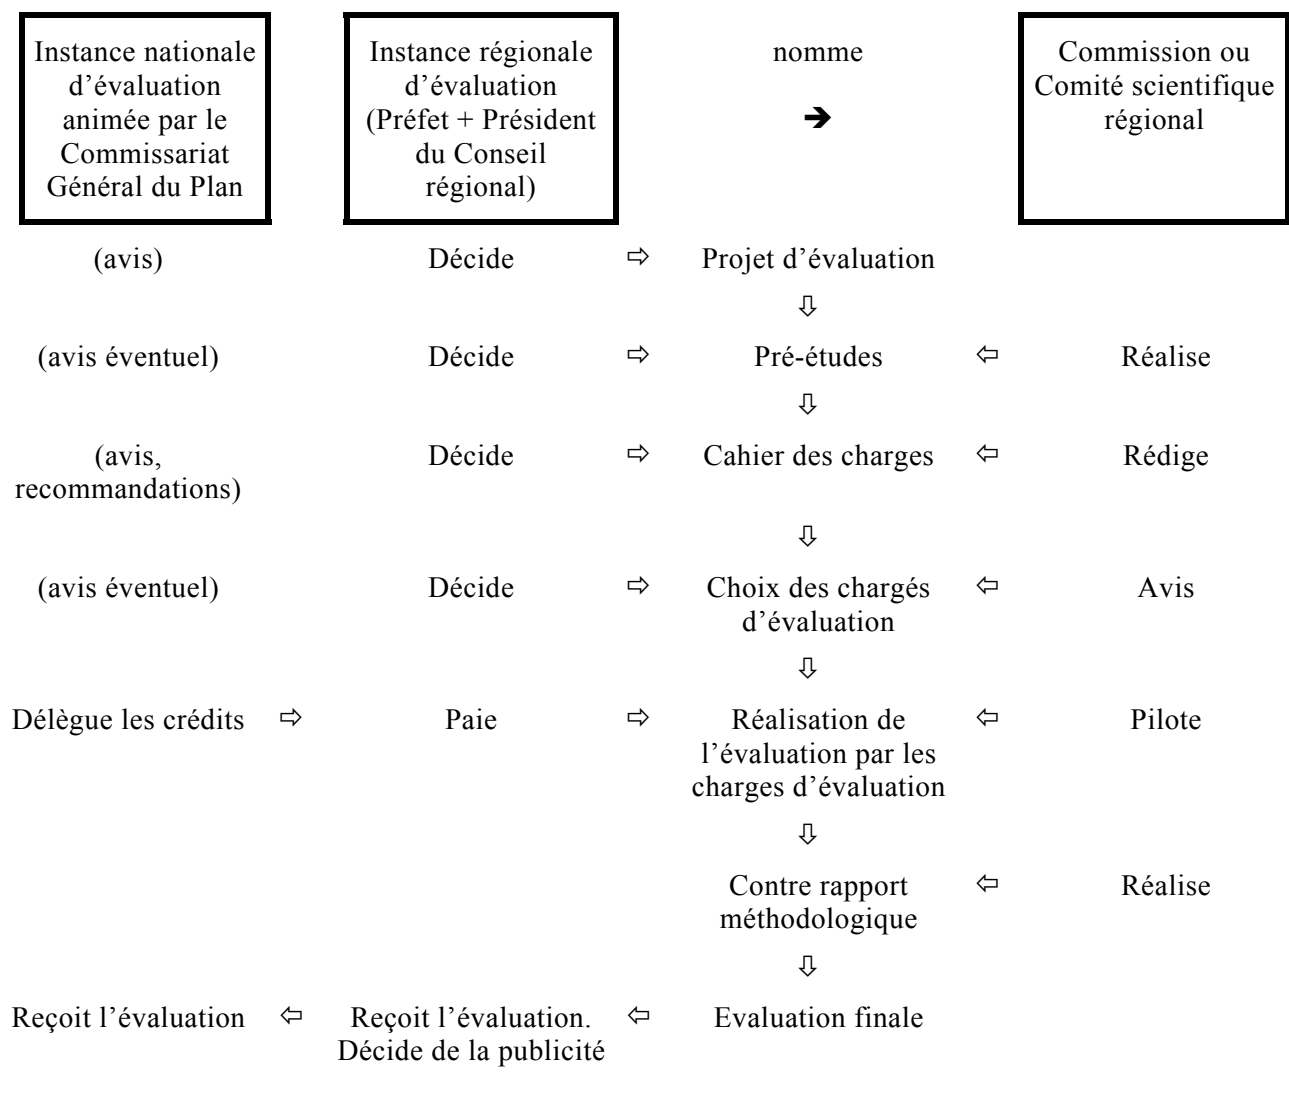 Instance nationale
d’évaluation
animée par le
Commissariat
Général du Plan
Instance régionale
d’évaluation
(Préfet + Président
du Conseil
régional)
nomme
➔
Commission ou
Comité scientifique
régional
(avis)
Décide
⇨
Projet d’évaluation
⇩
(avis éventuel)
Décide
⇨
Pré-études
⇦
Réalise
⇩
(avis,
recommandations)
Décide
⇨
Cahier des charges
⇦
Rédige
⇩
(avis éventuel)
Décide
⇨
Choix des chargés
d’évaluation
⇦
Avis
⇩
Délègue les crédits
⇨
Paie
⇨
Réalisation de
l’évaluation par les
charges d’évaluation
⇦
Pilote
⇩
Contre rapport
méthodologique
⇦
Réalise
⇩
Reçoit l’évaluation
⇦
Reçoit l’évaluation.
Décide de la publicité
⇦
Evaluation finale